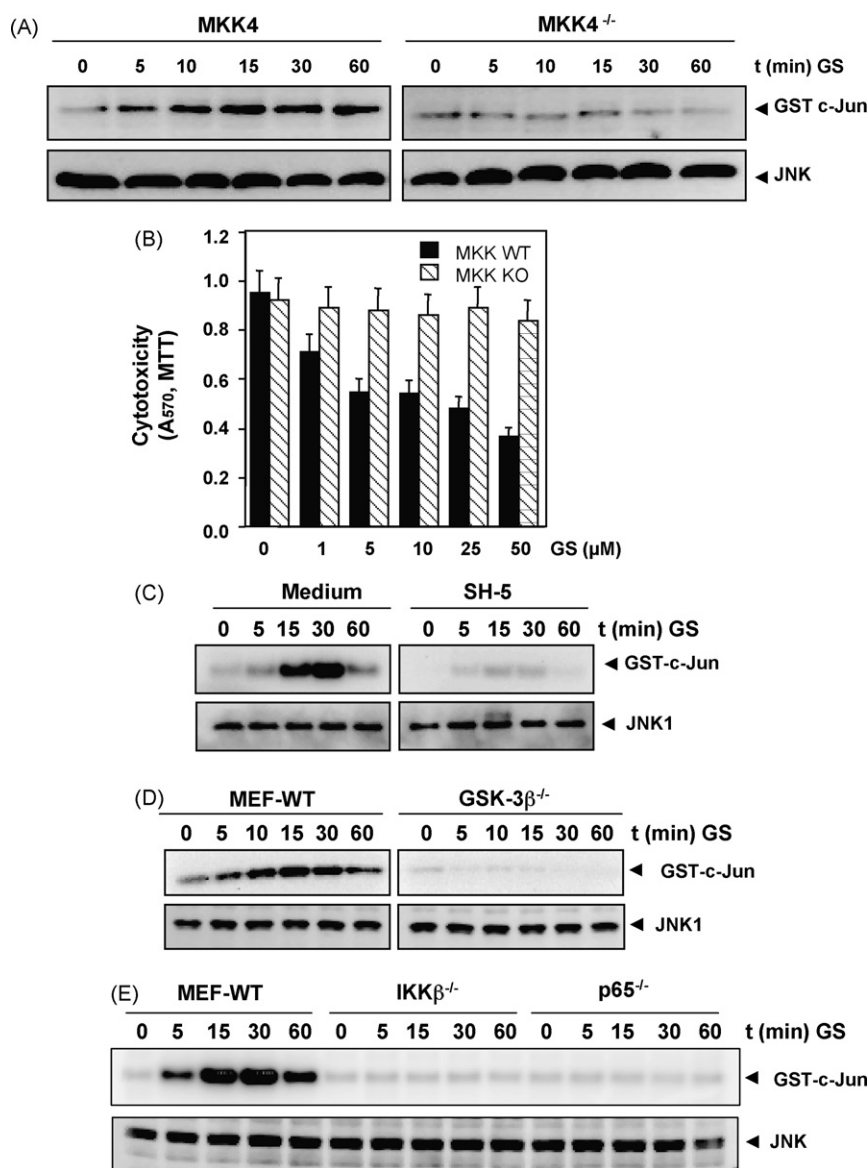 (A)
MKK4 MKK4 -/-
0 5 10 15 30 60 0 5 10 15 30 60 t (min) GS
GST c-Jun
JNK
(B)
1.2
1.0
0.8
0.6
0.4
0.2
0.0
Cytotoxicity
(A570, MTT)
MKK WT
MKK KO
0 1 5 10 25 50 GS (µM)
(C)
Medium SH-5
0 5 15 30 60 0 5 15 30 60 t (min) GS
GST-c-Jun
JNK1
(D)
MEF-WT GSK-3β-/-
0 5 10 15 30 60 0 5 10 15 30 60 t (min) GS
GST-c-Jun
JNK1
(E)
MEF-WT IKKβ-/- p65-/-
0 5 15 30 60 0 5 15 30 60 0 5 15 30 60 t (min) GS
GST-c-Jun
JNK